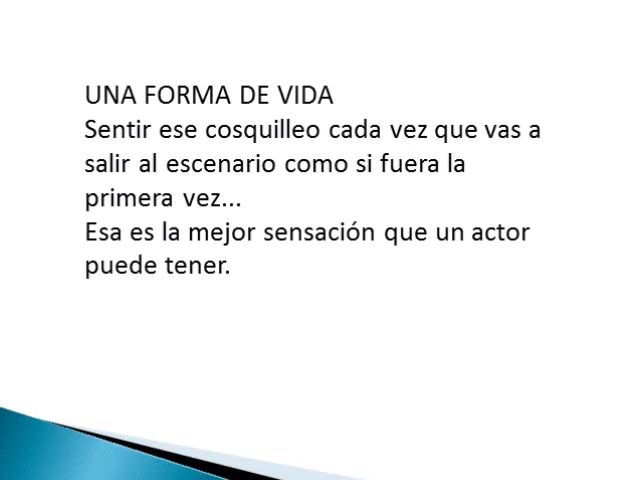 UNA FORMA DE VIDA
Sentir ese cosquilleo cada vez que vas a
salir al escenario como si fuera la
primera vez...
Esa es la mejor sensación que un actor
puede tener.